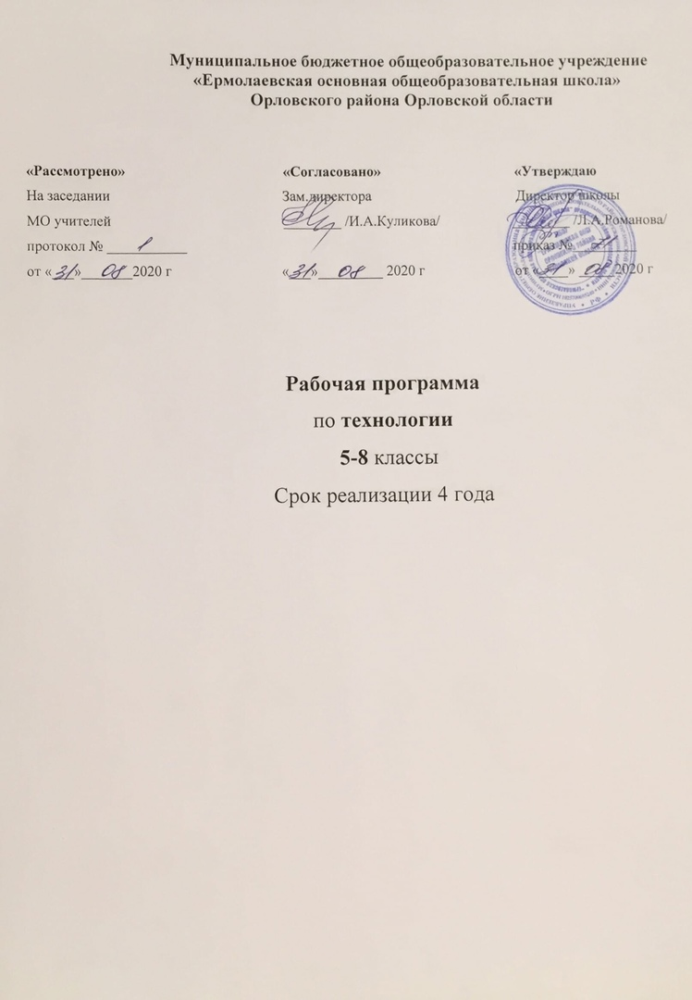 Муниципальное бюджетное общеобразовательное учреждение
«Ермолаевская основная общеобразовательная школа»
Орловского района Орловской области
«Рассмотрено»
На заседании
МО учителей
протокол № 1
от «31» 08 2020 г
«Согласовано»
Зам.директора
/И.А.Куликова/
«31» 08 2020 г
«Утверждаю
Директор школы
/Л.А.Романова/
приказ №
от «31» 08 2020 г
Рабочая программа
по технологии
5-8 классы
Срок реализации 4 года